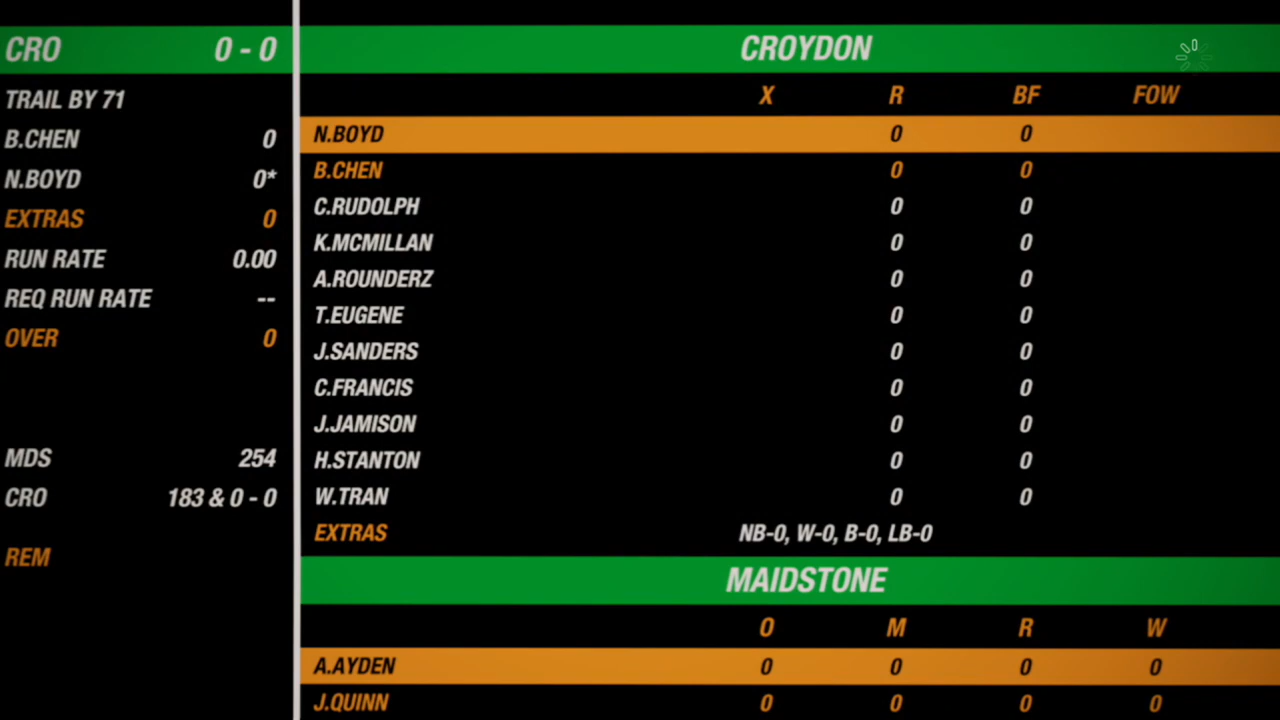 CRO 0 - 0
TRAIL BY 71
B.CHEN 0
N.BOYD 0*
EXTRAS 0
RUN RATE 0.00
REQ RUN RATE --
OVER 0
MDS 254
CRO 183 & 0 - 0
REM
CROYDON
X R BF FOW
N.BOYD 0 0
B.CHEN 0 0
C.RUDOLPH 0 0
K.MCMILLAN 0 0
A.ROUNDERZ 0 0
T.EUGENE 0 0
J.SANDERS 0 0
C.FRANCIS 0 0
J.JAMISON 0 0
H.STANTON 0 0
W.TRAN 0 0
EXTRAS NB-0, W-0, B-0, LB-0
MAIDSTONE
O M R W
A.AYDEN 0 0 0 0
J.QUINN 0 0 0 0